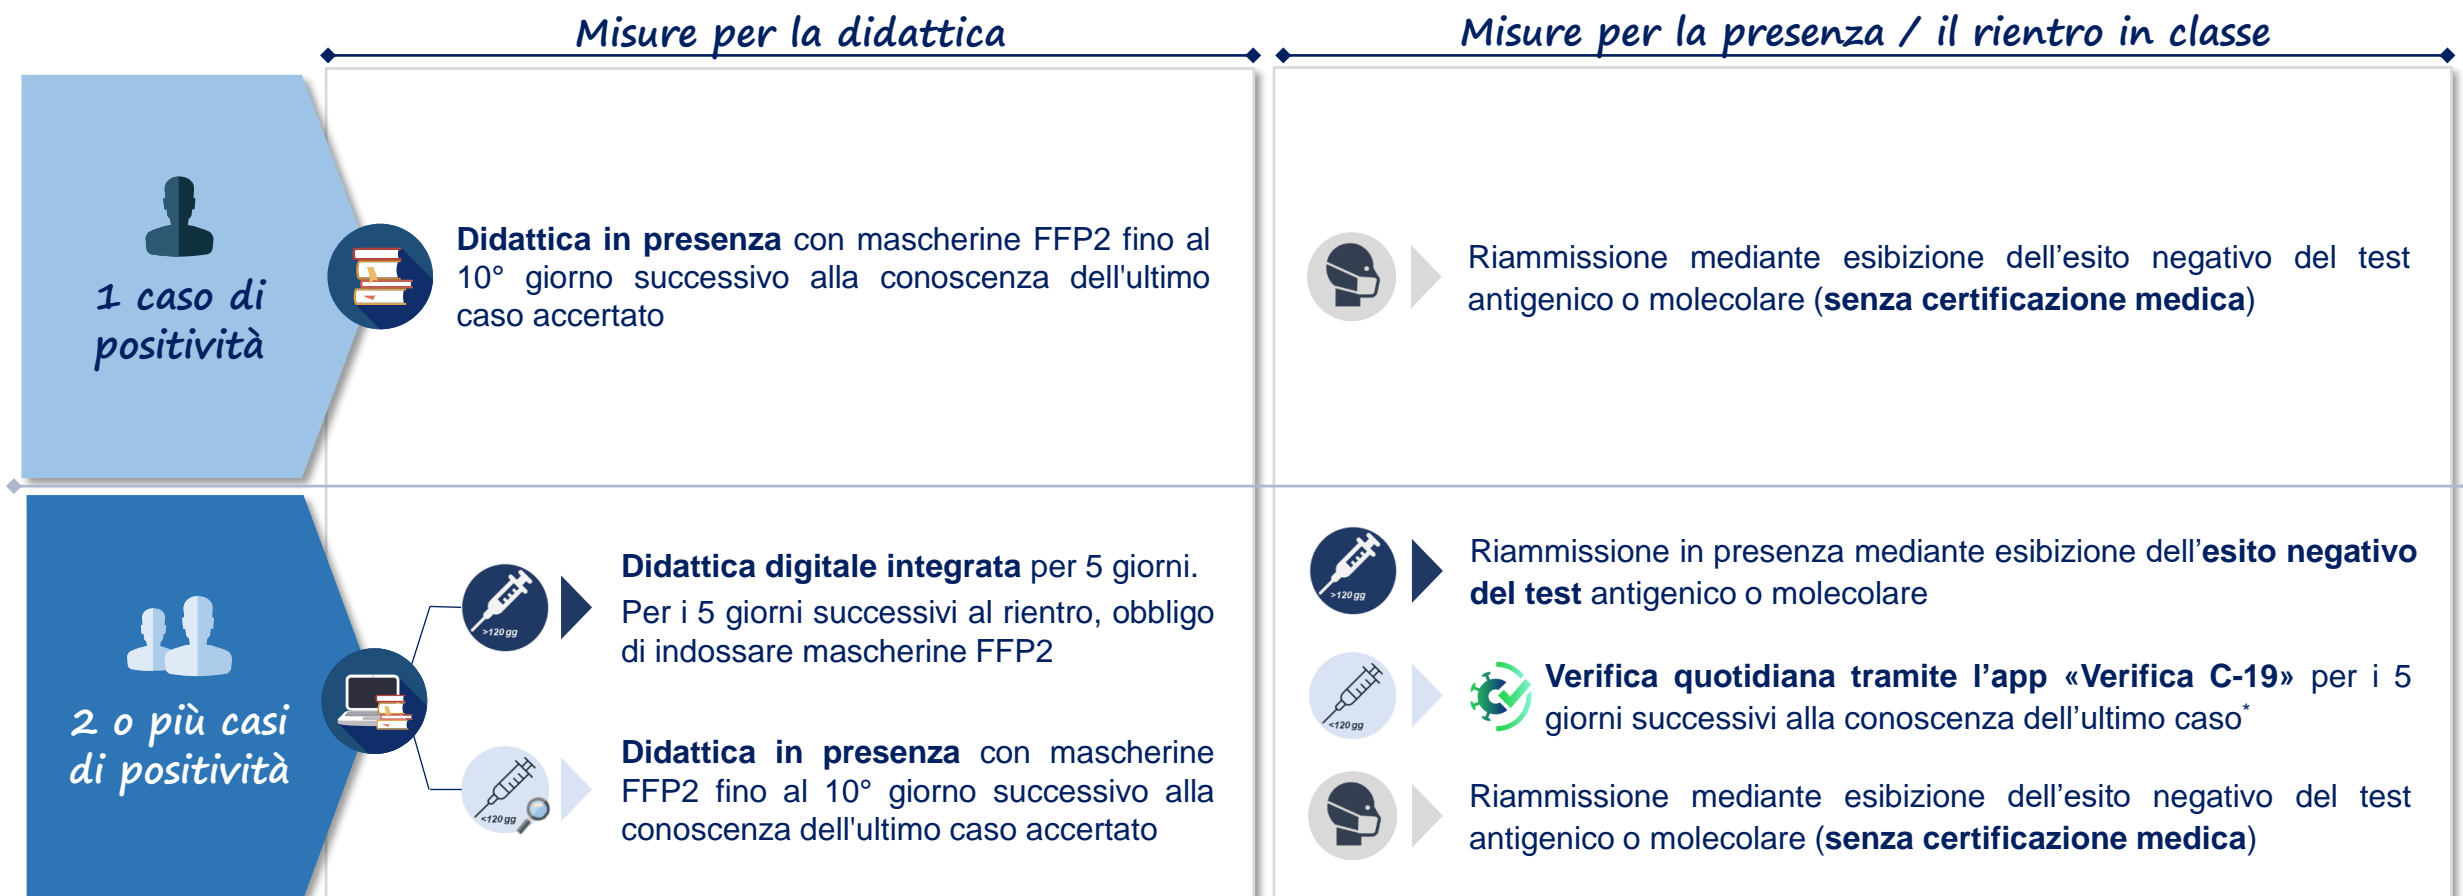 Misure per la didattica
Misure per la presenza / il rientro in classe
1 caso di
positività
Didattica in presenza con mascherine FFP2 fino al
10° giorno successivo alla conoscenza dell'ultimo
caso accertato
Riammissione mediante esibizione dell’esito negativo del test
antigenico o molecolare (senza certificazione medica)
2 o più casi
di positività
>120 gg
Didattica digitale integrata per 5 giorni.
Per i 5 giorni successivi al rientro, obbligo
di indossare mascherine FFP2
<120 gg
Didattica in presenza con mascherine
FFP2 fino al 10° giorno successivo alla
conoscenza dell'ultimo caso accertato
>120 gg
Riammissione in presenza mediante esibizione dell’esito negativo
del test antigenico o molecolare
<120 gg
Verifica quotidiana tramite l’app «Verifica C-19» per i 5
giorni successivi alla conoscenza dell’ultimo caso*
Riammissione mediante esibizione dell’esito negativo del test
antigenico o molecolare (senza certificazione medica)